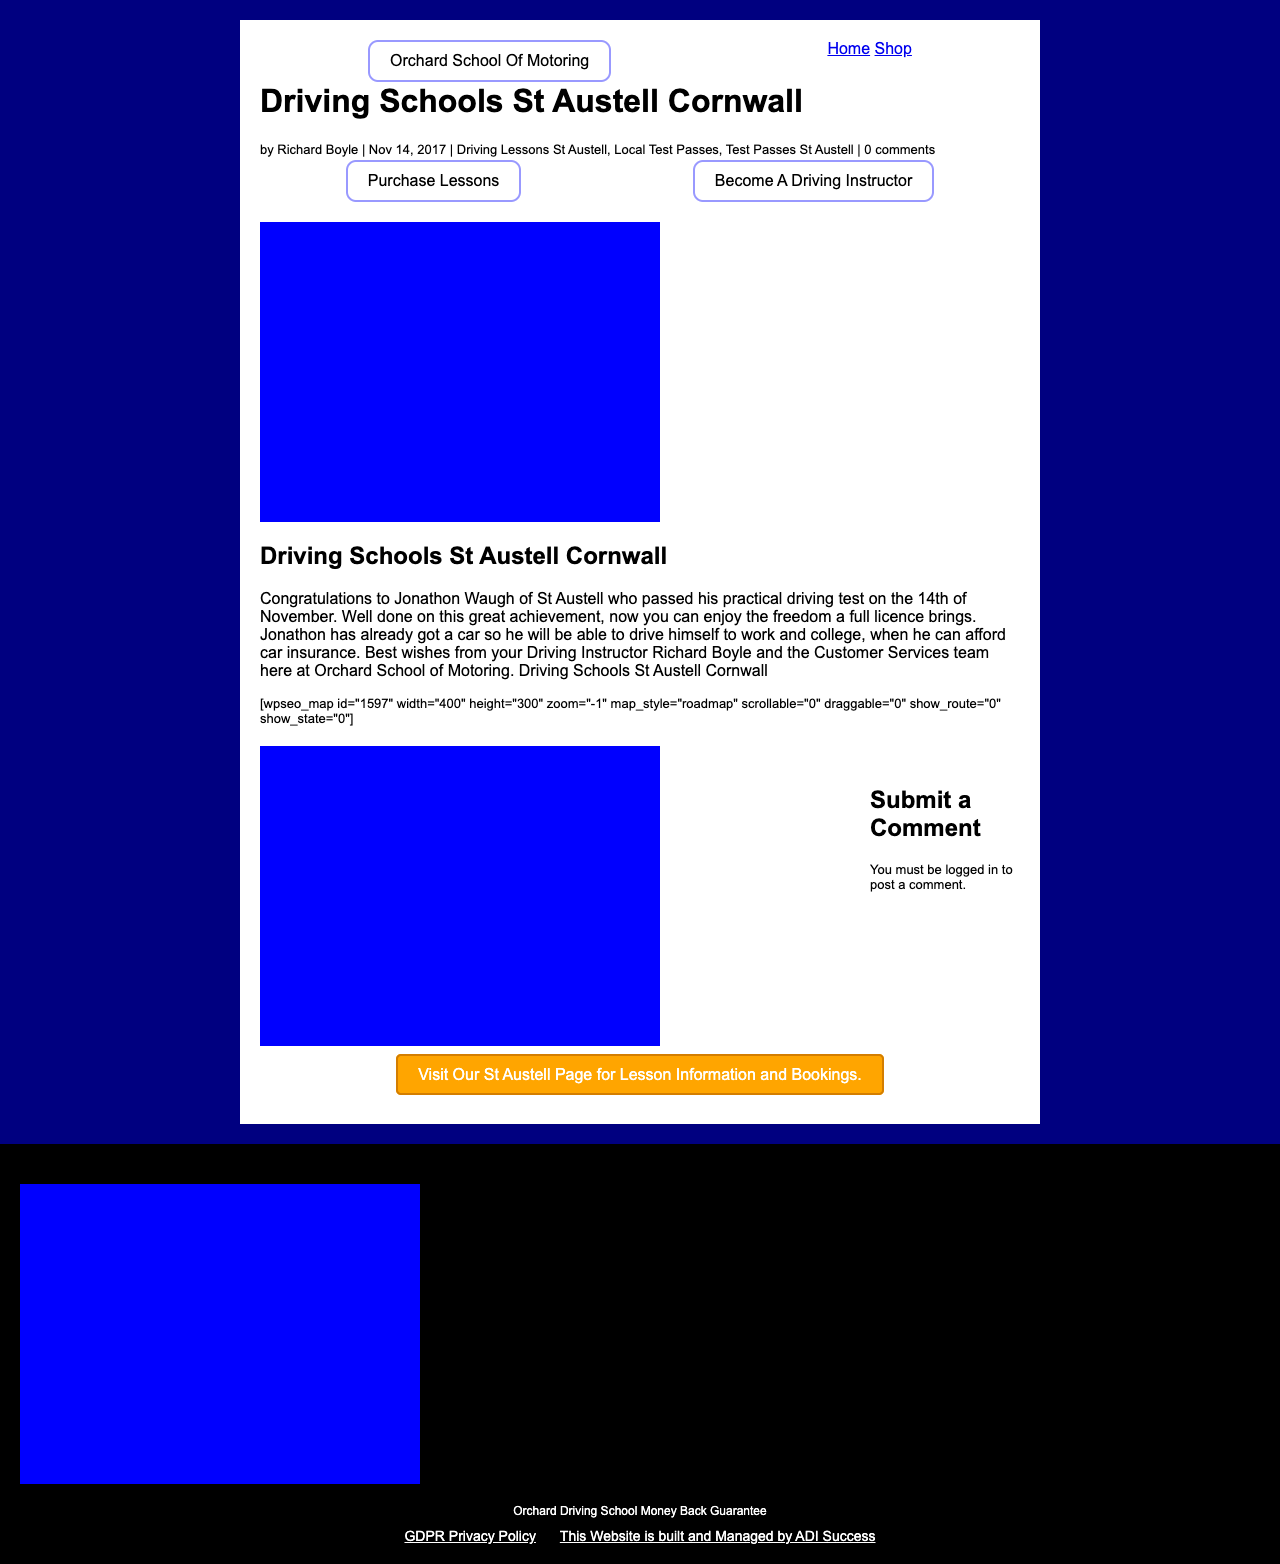 Orchard School Of Motoring
Home Shop
Driving Schools St Austell Cornwall
by Richard Boyle | Nov 14, 2017 | Driving Lessons St Austell, Local Test Passes, Test Passes St Austell | 0 comments
Purchase Lessons
Become A Driving Instructor
Driving Schools St Austell Cornwall
Congratulations to Jonathon Waugh of St Austell who passed his practical driving test on the 14th of
November. Well done on this great achievement, now you can enjoy the freedom a full licence brings.
Jonathon has already got a car so he will be able to drive himself to work and college, when he can afford
car insurance. Best wishes from your Driving Instructor Richard Boyle and the Customer Services team
here at Orchard School of Motoring. Driving Schools St Austell Cornwall
[wpseo_map id="1597" width="400" height="300" zoom="-1" map_style="roadmap" scrollable="0" draggable="0" show_route="0"
show_state="0"]
Submit a
Comment
You must be logged in to
post a comment.
Visit Our St Austell Page for Lesson Information and Bookings.
Orchard Driving School Money Back Guarantee
GDPR Privacy Policy
This Website is built and Managed by ADI Success